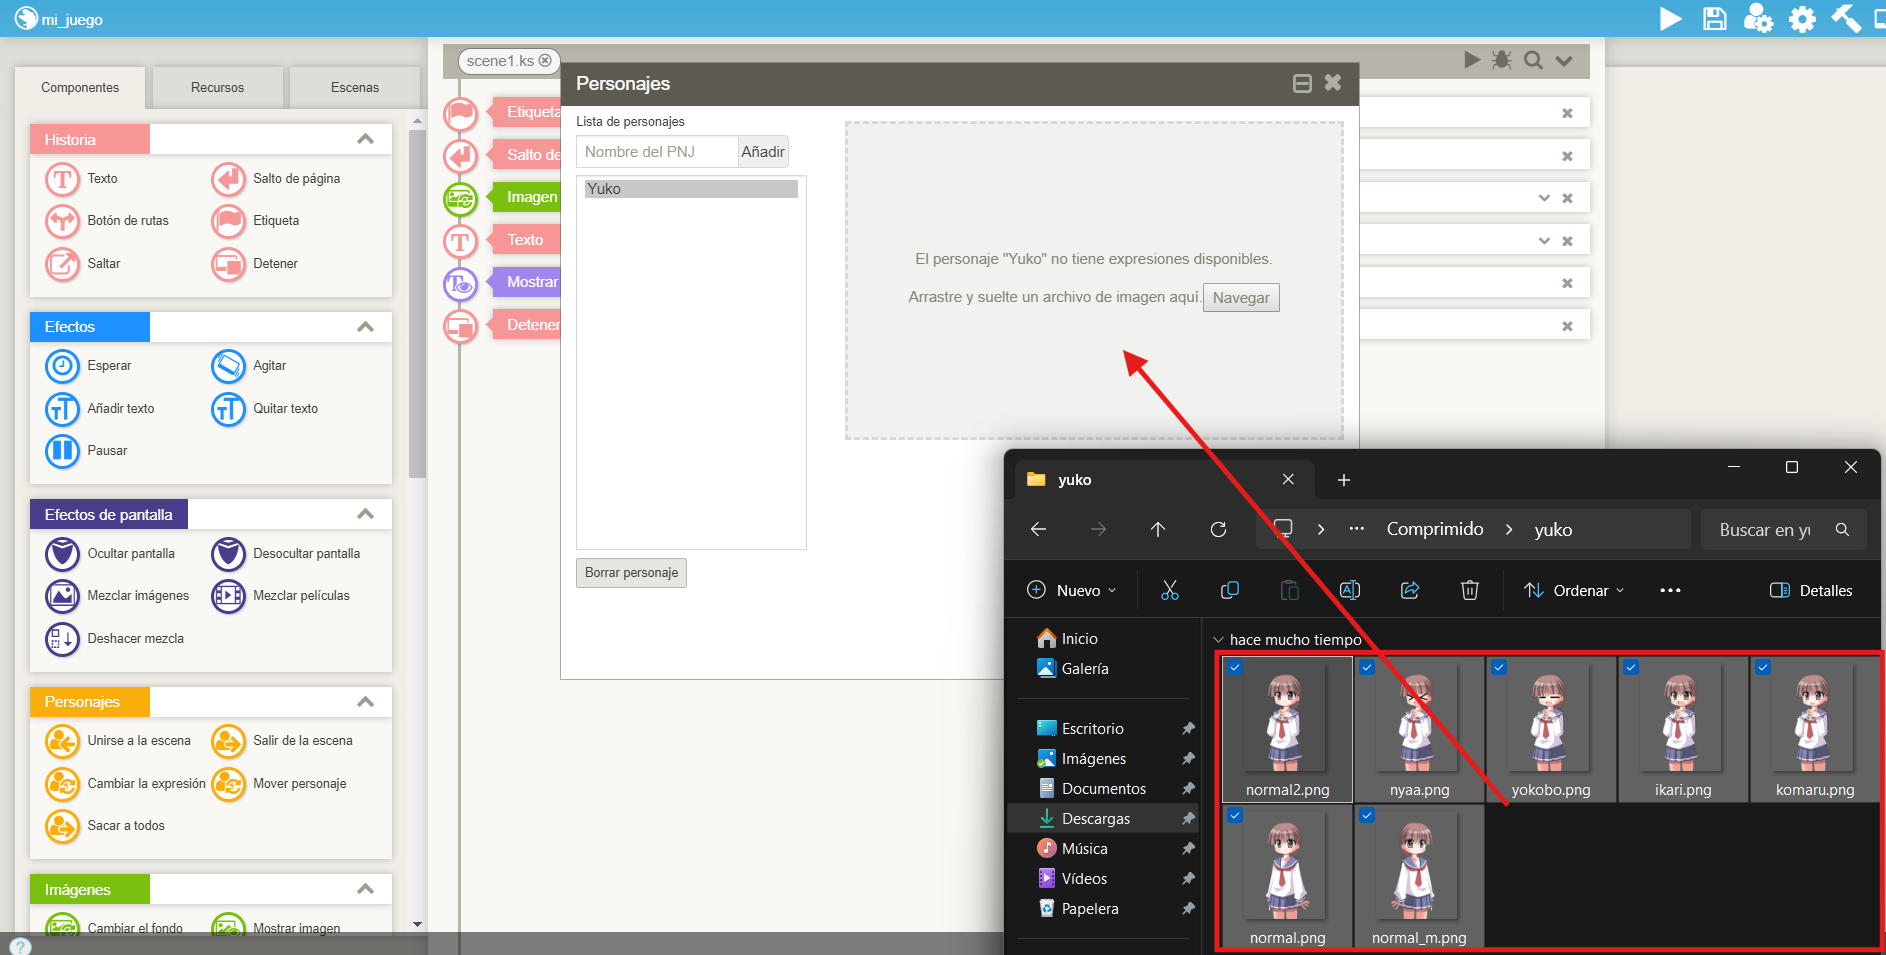 mi_juego
Componentes
Recursos
Escenas
Historia
Texto
Salto de página
Botón de rutas
Etiqueta
Saltar
Detener
Efectos
Esperar
Agitar
Añadir texto
Quitar texto
Pausar
Efectos de pantalla
Ocultar pantalla
Desocultar pantalla
Mezclar imágenes
Mezclar películas
Deshacer mezcla
Personajes
Unirse a la escena
Salir de la escena
Cambiar la expresión
Mover personaje
Sacar a todos
Imágenes
Cambiar el fondo
Mostrar imagen
scene1.ks
Etiqueta
Salto de
Imagen
Texto
Mostrar
Detener
Personajes
Lista de personajes
Nombre del PNJ
Añadir
Yuko
Borrar personaje
El personaje "Yuko" no tiene expresiones disponibles.
Arrastre y suelte un archivo de imagen aquí.
Navegar
yuko
Comprimido
yuko
Buscar en yu
Nuevo
Ordenar
Detalles
Inicio
Galería
Escritorio
Imágenes
Documentos
Descargas
Música
Vídeos
Papelera
hace mucho tiempo
normal2.png
nyaa.png
yokobo.png
ikari.png
komaru.png
normal.png
normal_m.png